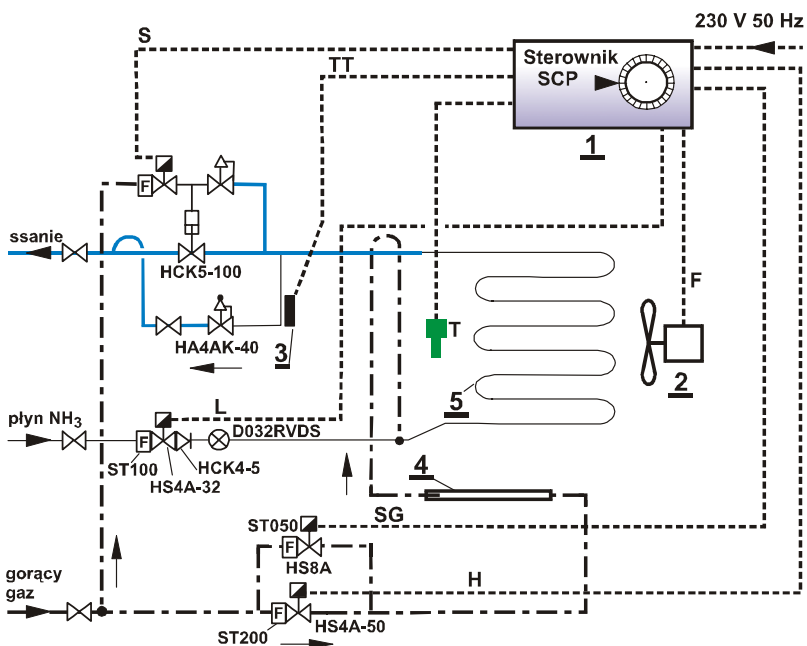 230 V 50 Hz
S
TT
Sterownik
SCP
1
F
ssanie
HCK5-100
F
HA4AK-40
3
T
5
2
płyn NH3
L
D032RVDS
F
ST100
HCK4-5
HS4A-32
4
SG
ST050
F
HS8A
H
gorący
gaz
F
ST200
HS4A-50